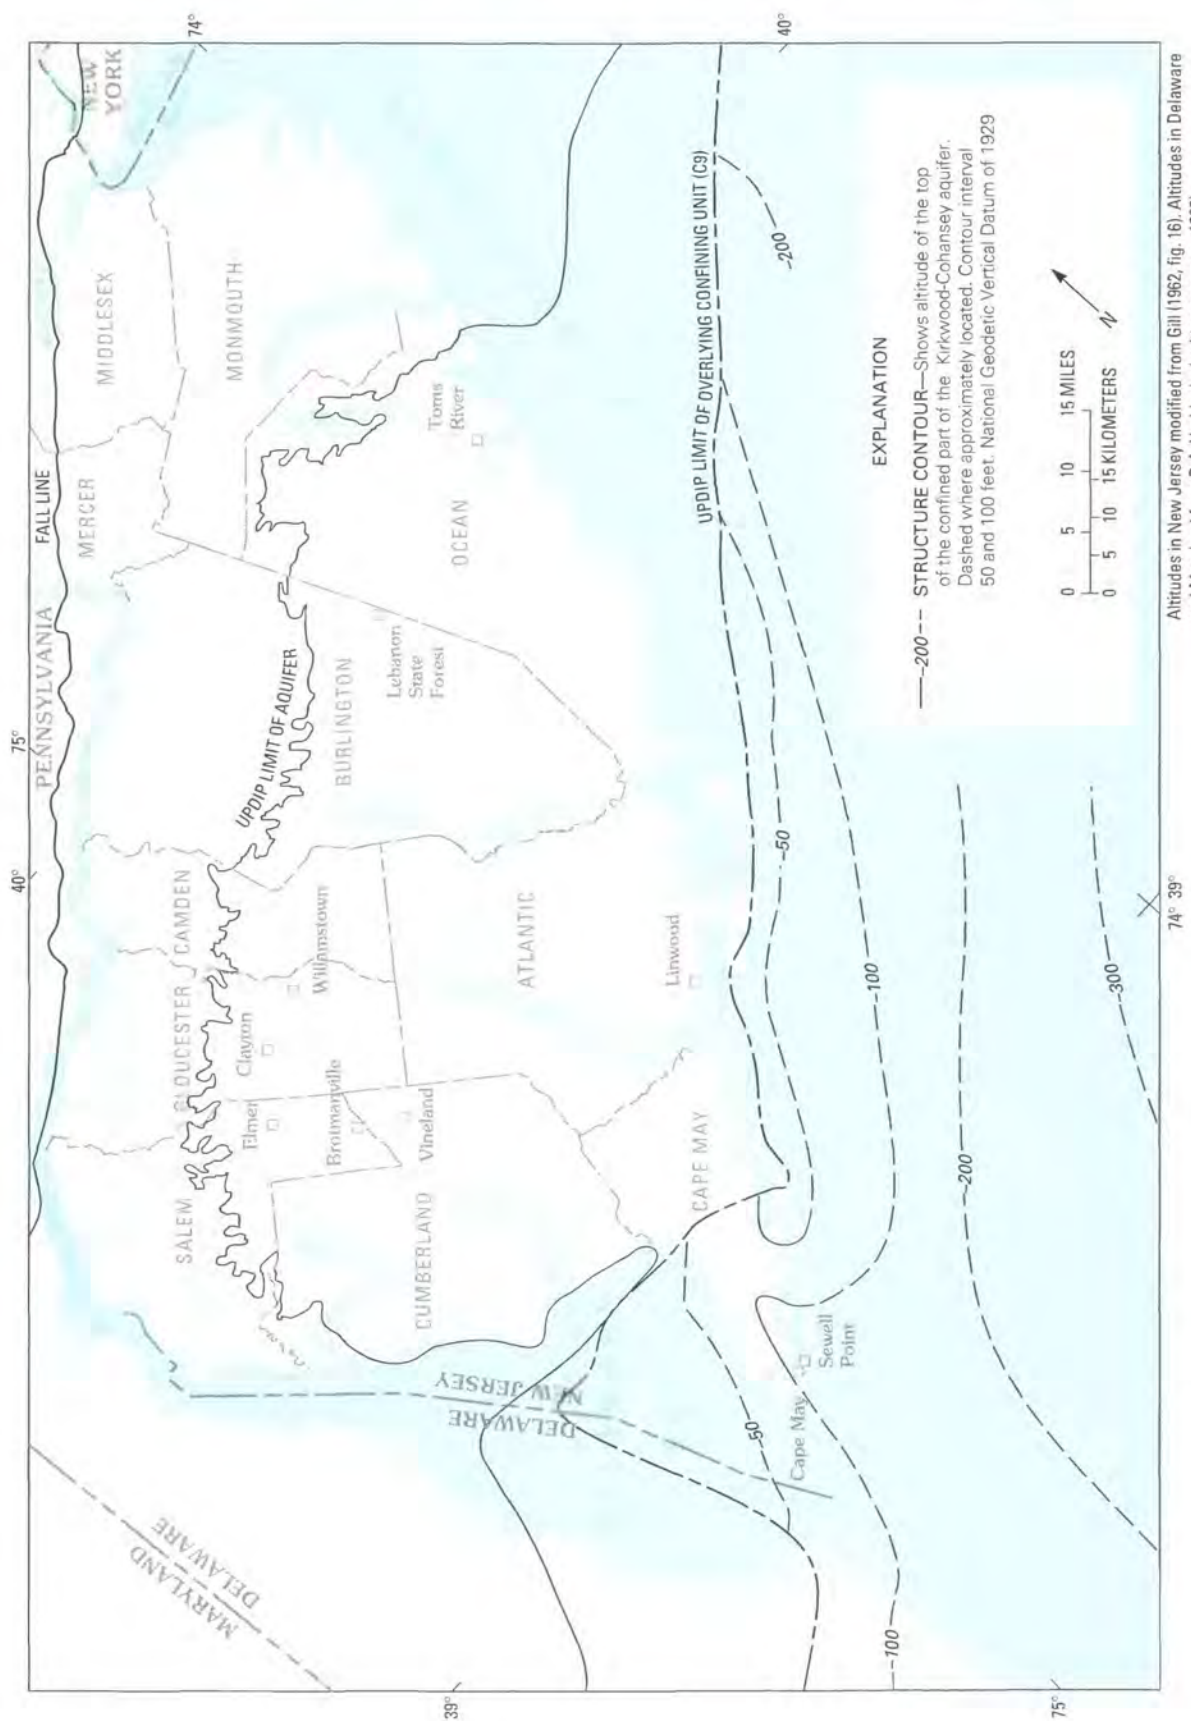 74°
40°
NEW
YORK
MIDDLESEX
MONMOUTH
FALL LINE
MERCER
Toms
River
OCEAN
PENNSYLVANIA
75°
UPDIP LIMIT OF AQUIFER
BURLINGTON
Lebanon
State
Forest
40°
CAMDEN
GLOUCESTER
Williamstown
Clayton
ATLANTIC
Linwood
Elmer
Brotmanville
Vineland
SALEM
CUMBERLAND
CAPE MAY
NEW JERSEY
DELAWARE
Sewell
Point
Cape May
MARYLAND
DELAWARE
39°
75°
74° 39°
UPDIP LIMIT OF OVERLYING CONFINING UNIT (C9)
-200
-50
-100
-200
-300
-50
-100
EXPLANATION
—-200-- STRUCTURE CONTOUR—Shows altitude of the top
of the confined part of the Kirkwood-Cohansey aquifer.
Dashed where approximately located. Contour interval
50 and 100 feet. National Geodetic Vertical Datum of 1929
0 5 10 15 MILES
0 5 10 15 KILOMETERS
N
Altitudes in New Jersey modified from Gill (1962, fig. 16). Altitudes in Delaware